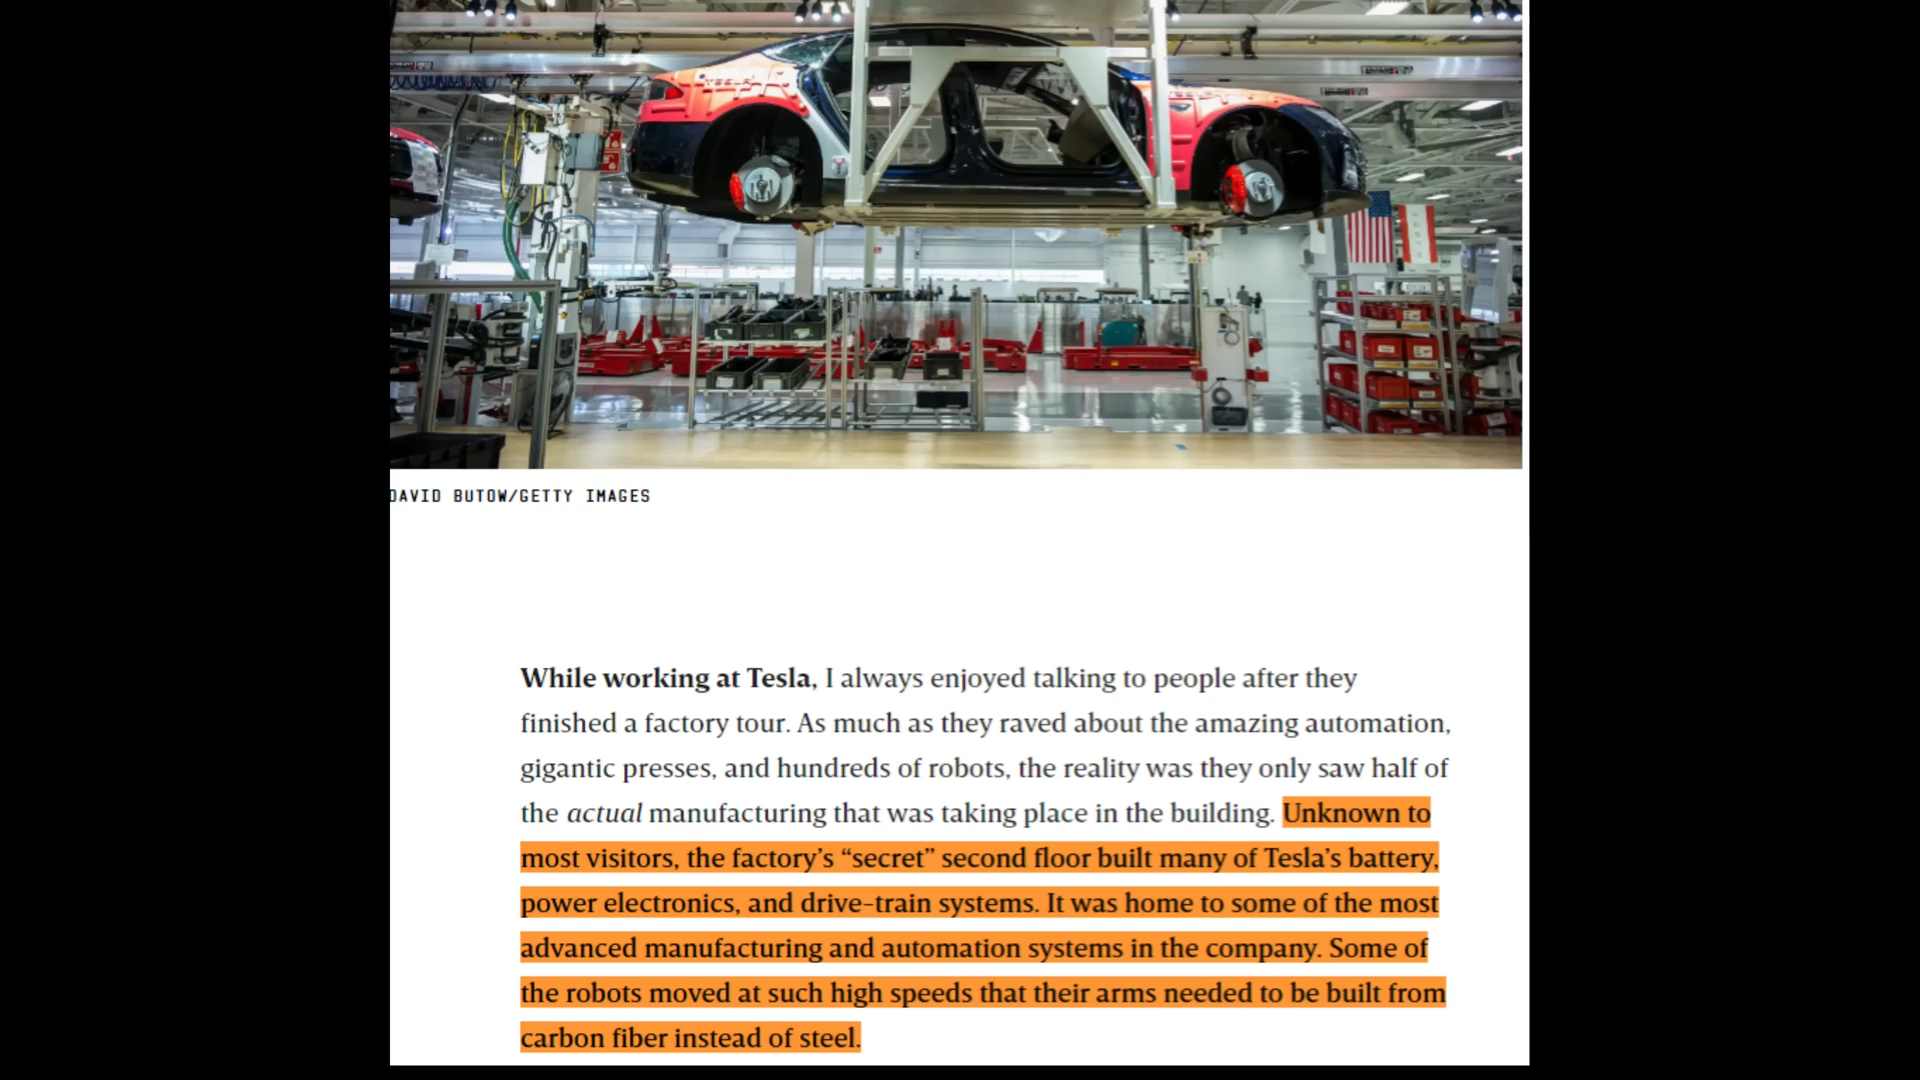 DAVID BUTOW/GETTY IMAGES
While working at Tesla, I always enjoyed talking to people after they
finished a factory tour. As much as they raved about the amazing automation,
gigantic presses, and hundreds of robots, the reality was they only saw half of
the actual manufacturing that was taking place in the building. Unknown to
most visitors, the factory’s “secret” second floor built many of Tesla’s battery,
power electronics, and drive-train systems. It was home to some of the most
advanced manufacturing and automation systems in the company. Some of
the robots moved at such high speeds that their arms needed to be built from
carbon fiber instead of steel.